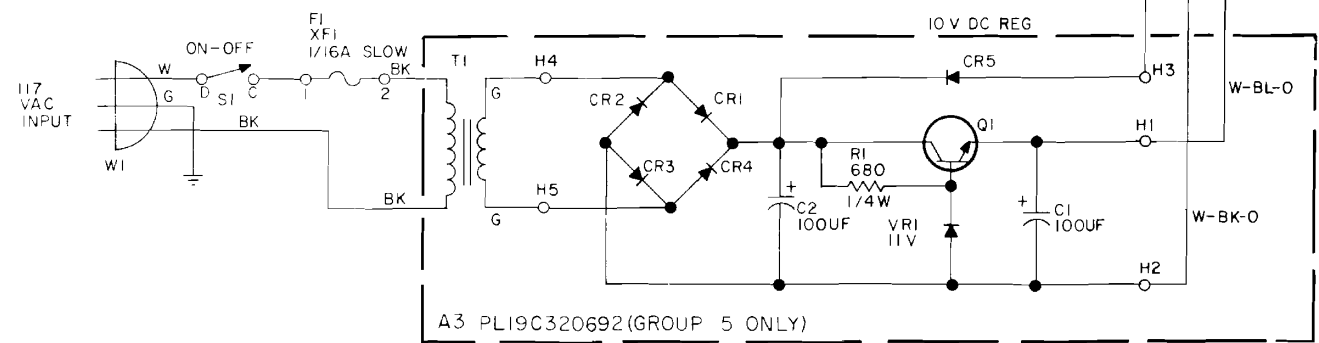 10 V DC REG
F1
XF1
1/16A SLOW
ON-OFF
BK
T1
H4
CR5
H3
117
VAC
INPUT
W
D
S1
C
1
2
G
G
CR2
CR1
W-BL-O
Q1
H1
BK
W1
CR3
CR4
R1
680
1/4W
H5
BK
G
+
C2
100UF
VR1
11V
+
C1
100UF
W-BK-O
H2
A3 PL19C320692(GROUP 5 ONLY)